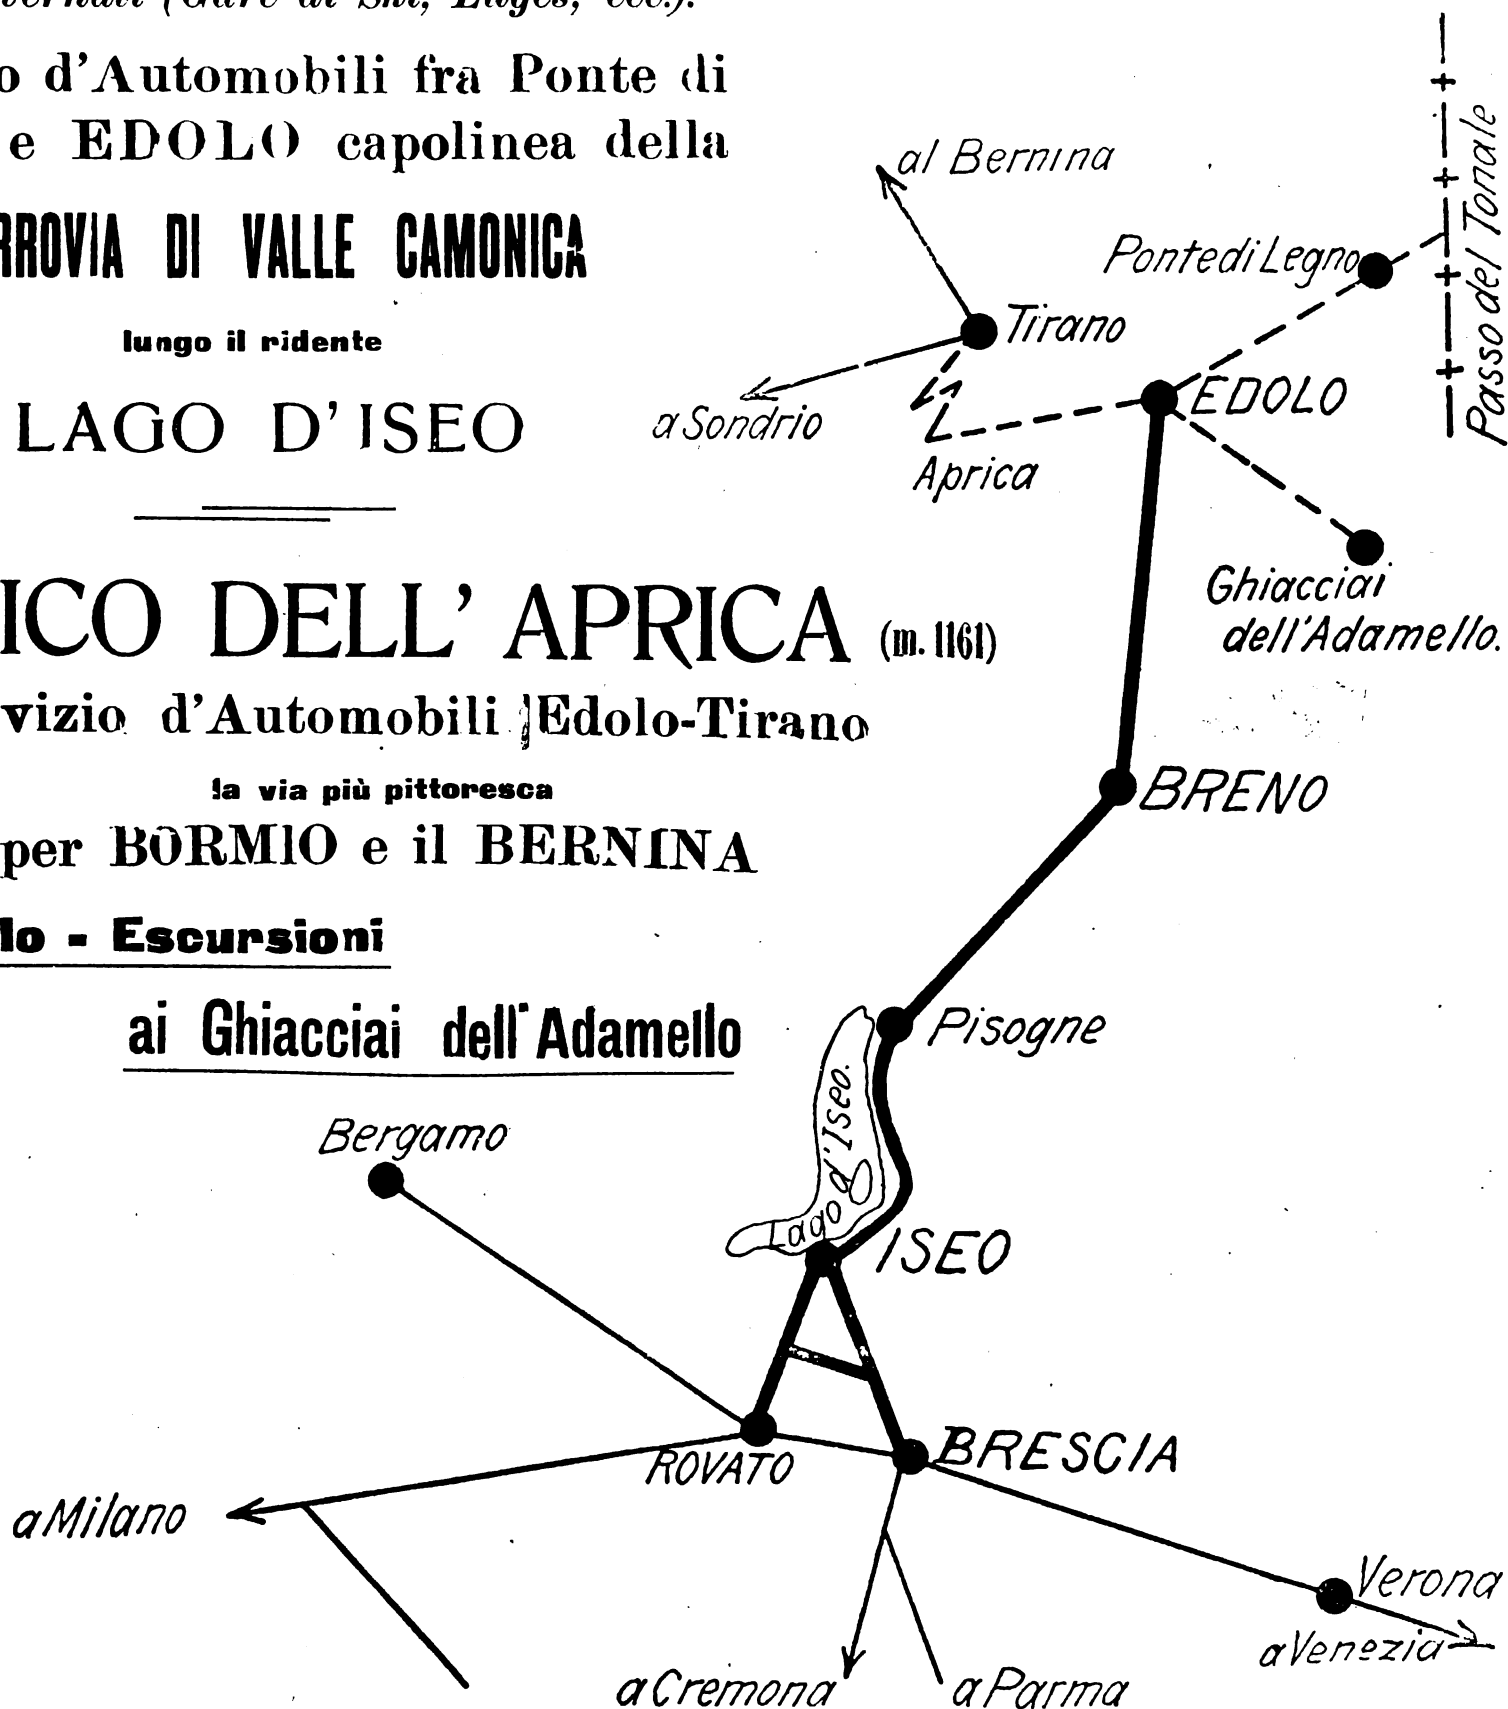 o d'Automobili fra Ponte di
e EDOLO capolinea della
RROVIA DI VALLE CAMONICA
lungo il ridente
LAGO D'ISEO
ICO DELL'APRICA (m. 1161)
vizio d'Automobili Edolo-Tirano
la via più pittoresca
per BORMIO e il BERNINA
lo - Escursioni
ai Ghiacciai dell'Adamello
al Bernina
Passo del Tonale
Ponte di Legno
Tirano
EDOLO
a Sondrio
Aprica
Ghiacciai
dell'Adamello.
BRENO
Pisogne
Lago d'Iseo.
Bergamo
ISEO
ROVATO
BRESCIA
a Milano
Verona
a Venezia
a Cremona
a Parma